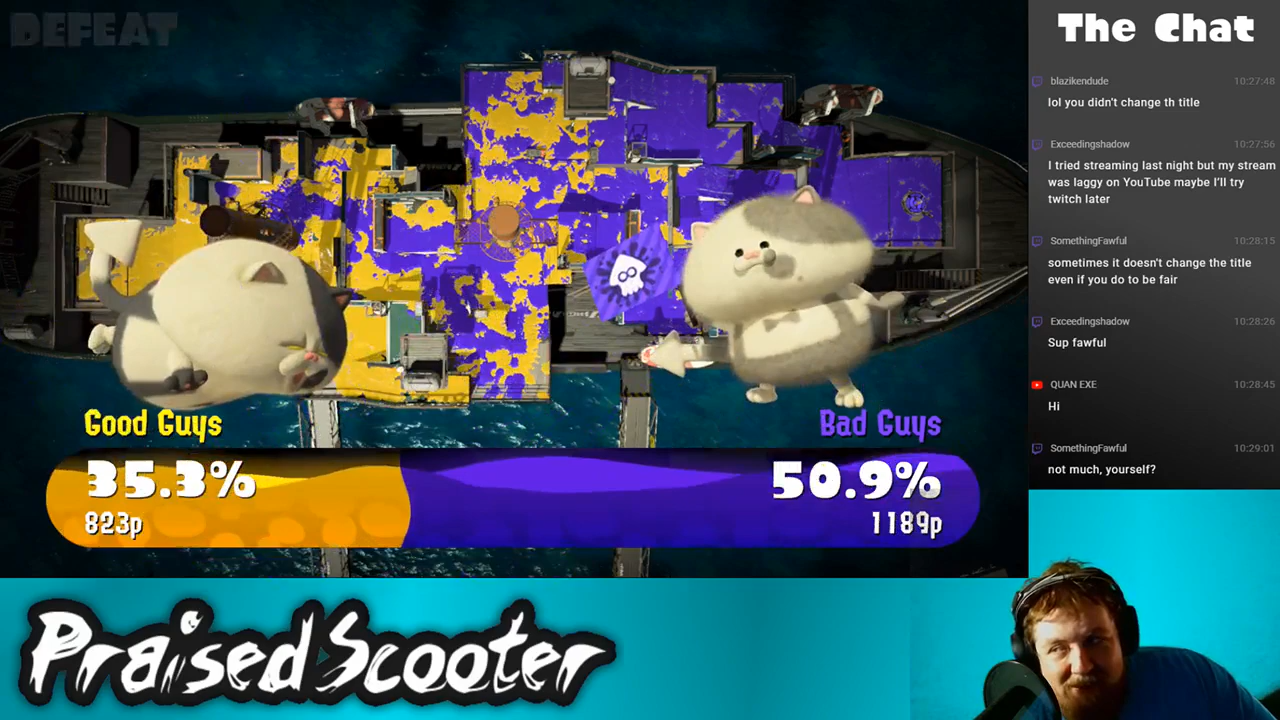 DEFEAT
Good Guys
Bad Guys
35.3%
50.9%
823p
1189p
The Chat
blazikendude 10:27:48
lol you didn't change th title
Exceedingshadow 10:27:56
I tried streaming last night but my stream
was laggy on YouTube maybe I'll try
twitch later
SomethingFawful 10:28:15
sometimes it doesn't change the title
even if you do to be fair
Exceedingshadow 10:28:26
Sup fawful
QUAN EXE 10:28:45
Hi
SomethingFawful 10:29:01
not much, yourself?
PraisedScooter